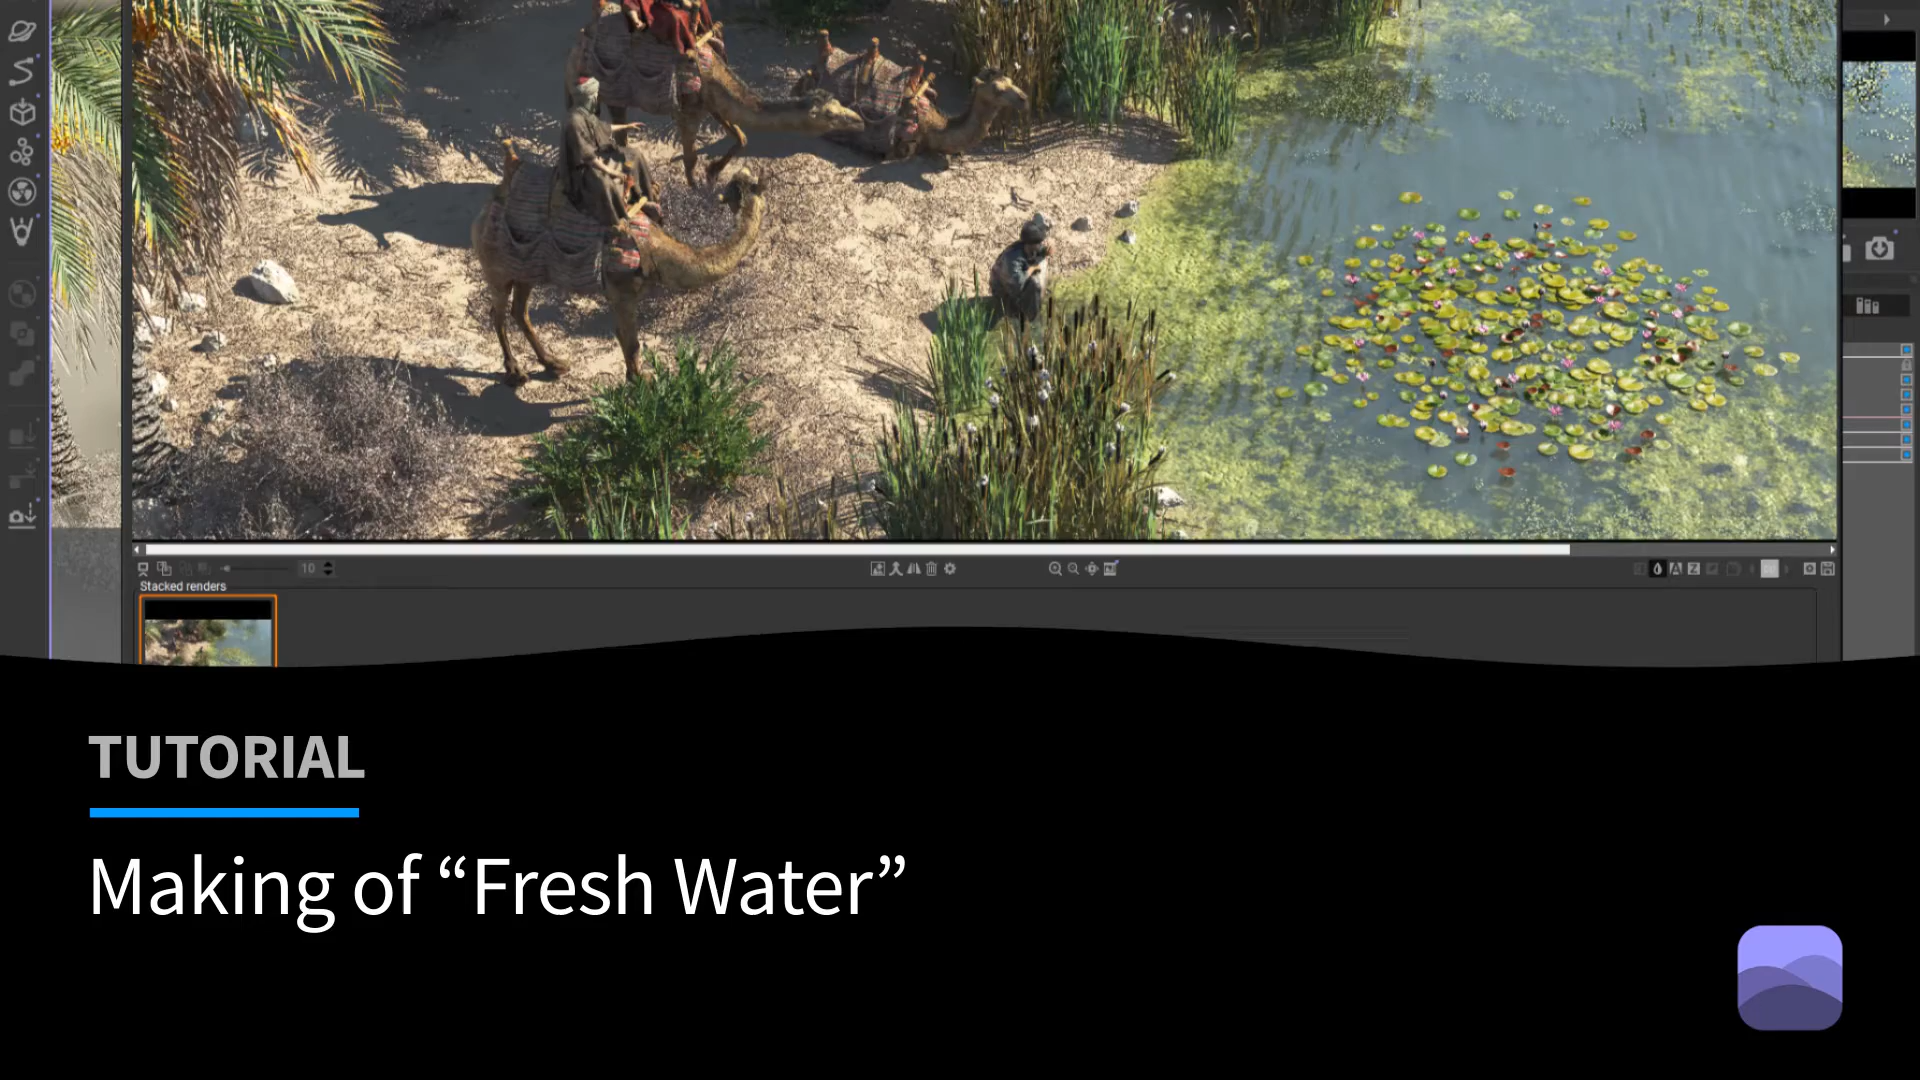 10
Stacked renders
TUTORIAL
Making of “Fresh Water”